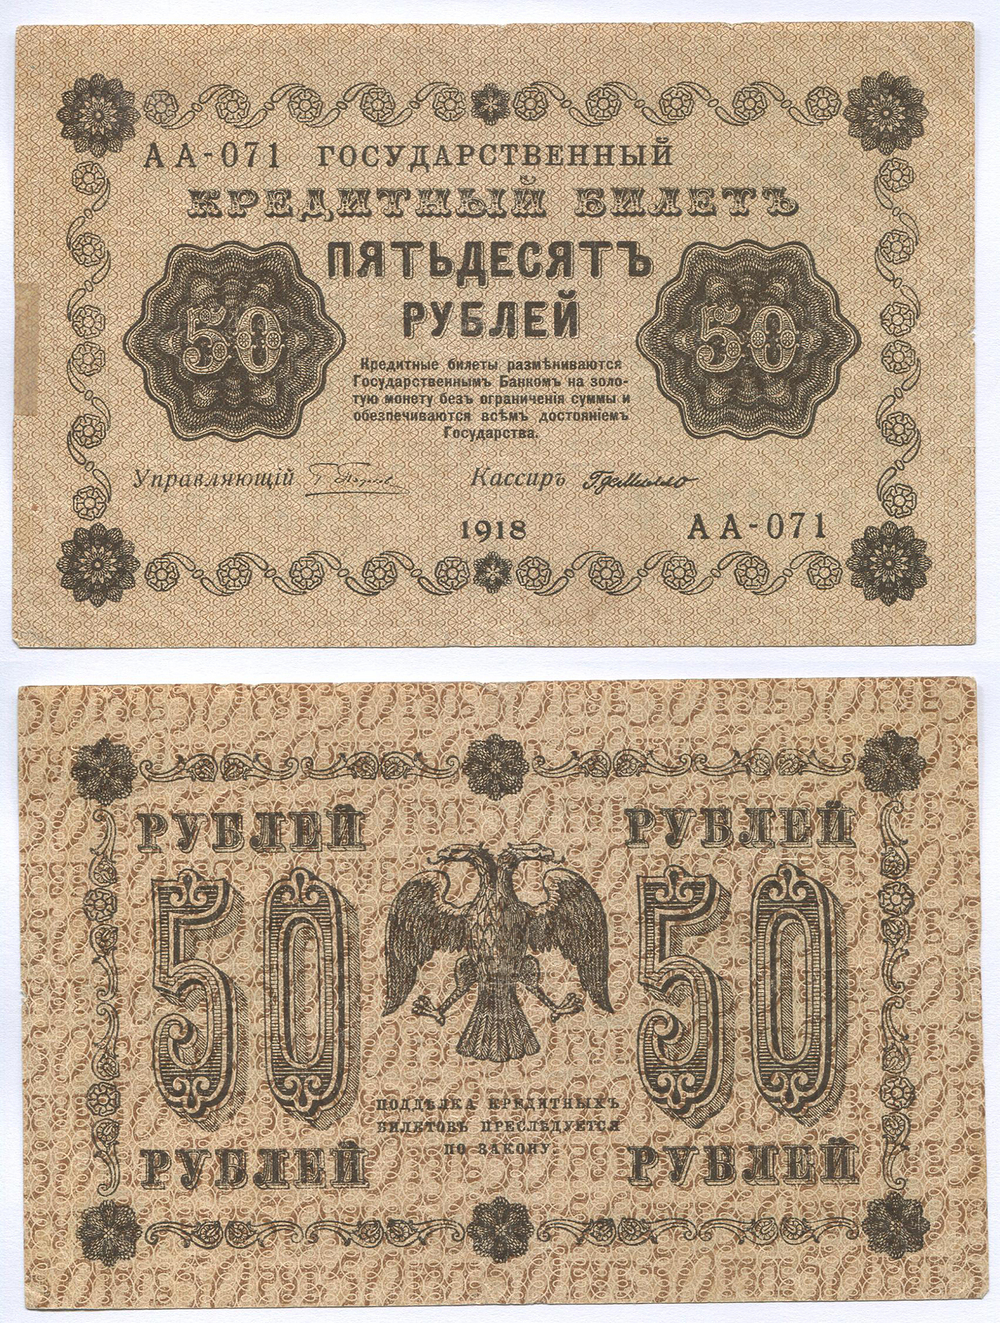 АА-071 ГОСУДАРСТВЕННЫЙ
КРЕДИТНЫЙ БИЛЕТЪ
ПЯТЬДЕСЯТЪ
РУБЛЕЙ
50 50
Кредитные билеты размѣниваются
Государственнымъ Банкомъ на золо-
тую монету безъ ограниченія суммы и
обезпечиваются всѣмъ достояніемъ
Государства.
Управляющій Кассиръ
1918 АА-071
РУБЛЕЙ РУБЛЕЙ
50 50
ПОДДѢЛКА КРЕДИТНЫХЪ
БИЛЕТОВЪ ПРЕСЛѢДУЕТСЯ
ПО ЗАКОНУ.
РУБЛЕЙ РУБЛЕЙ